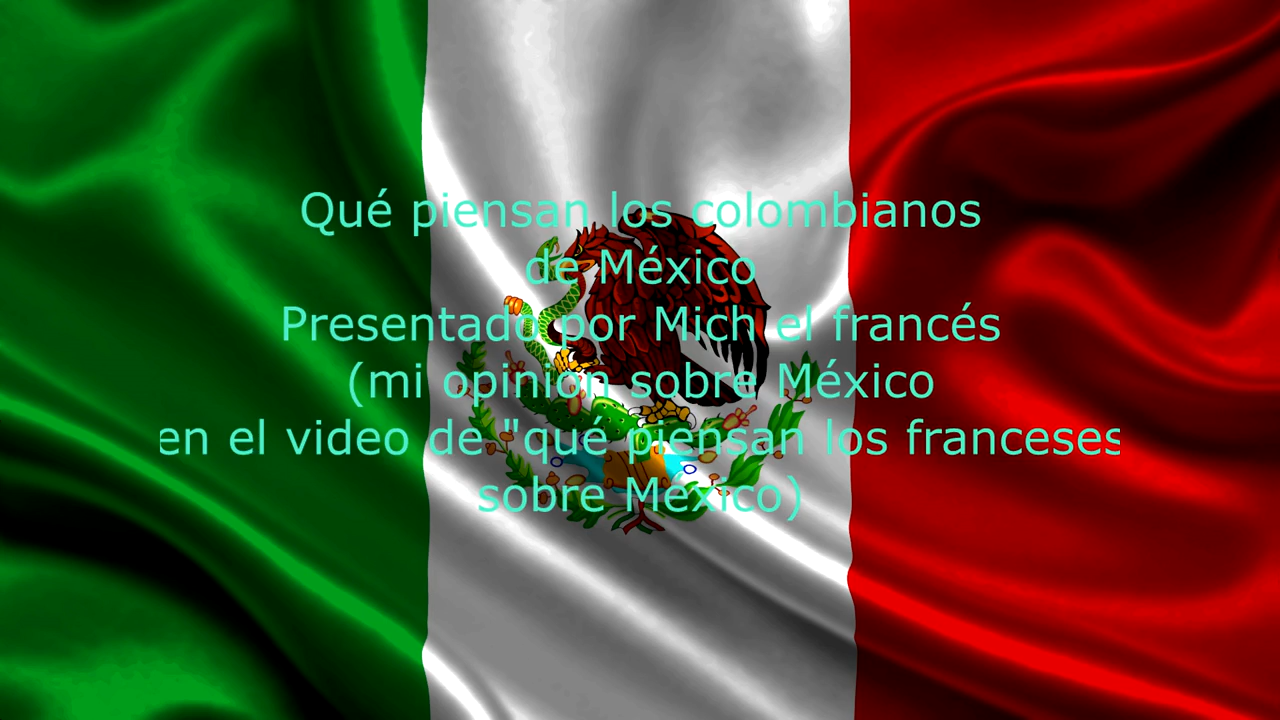 Qué piensan los colombianos
de México
Presentado por Mich el francés
(mi opinión sobre México
en el video de "qué piensan los franceses
sobre México)